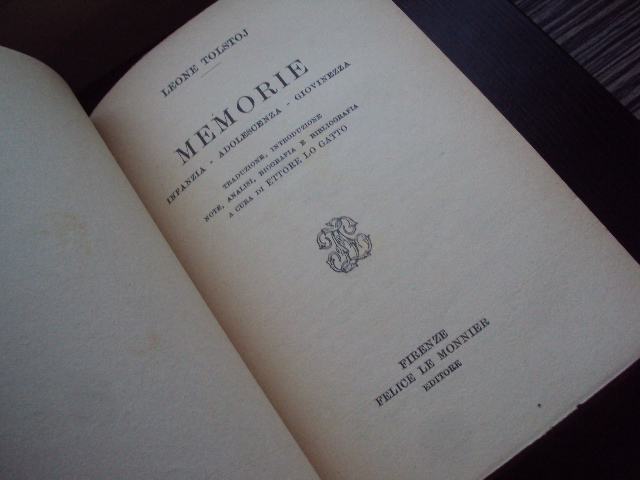 LEONE TOLSTOJ
MEMORIE
INFANZIA - ADOLESCENZA - GIOVINEZZA
TRADUZIONE, INTRODUZIONE
NOTE, ANALISI, BIOGRAFIA E BIBLIOGRAFIA
A CURA DI ETTORE LO GATTO
FIRENZE
FELICE LE MONNIER
EDITORE